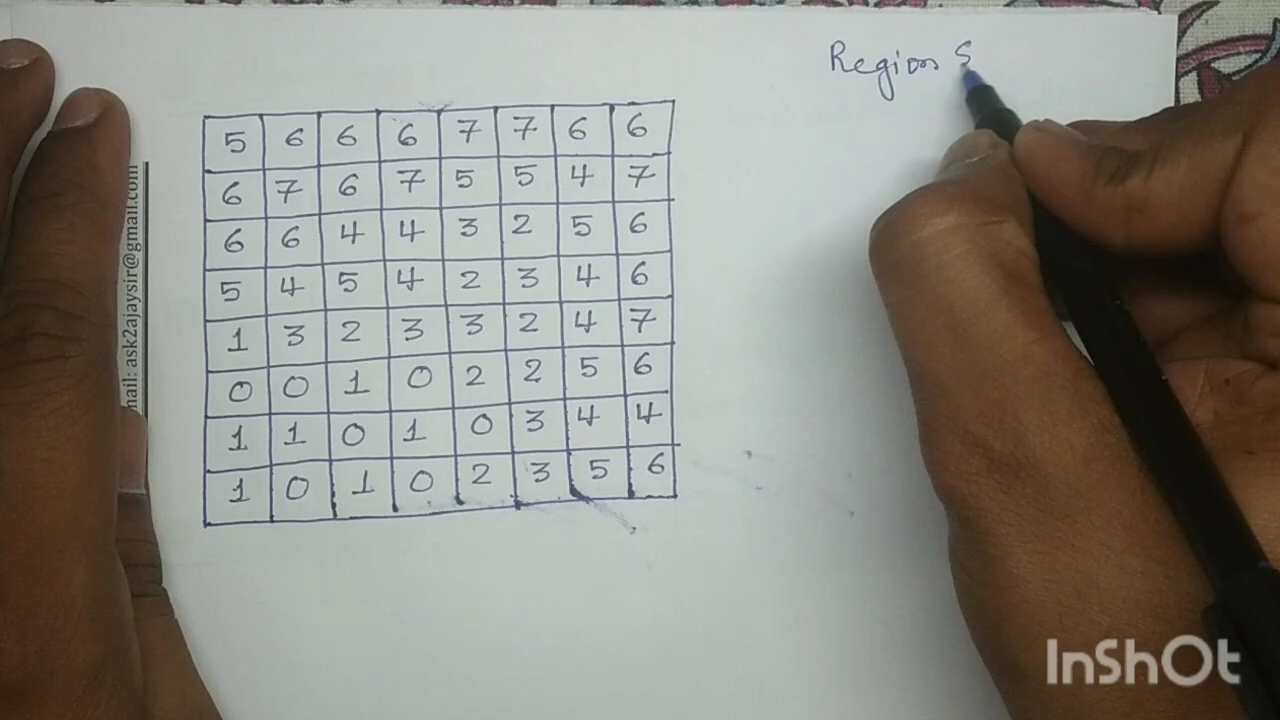 Region S
5 6 6 6 7 7 6 6
6 7 6 7 5 5 4 7
6 6 4 4 3 2 5 6
5 4 5 4 2 3 4 6
1 3 2 3 3 2 4 7
0 0 1 0 2 2 5 6
1 1 0 1 0 3 4 4
1 0 1 0 2 3 5 6
mail: ask2ajaysir@gmail.com
InShOt